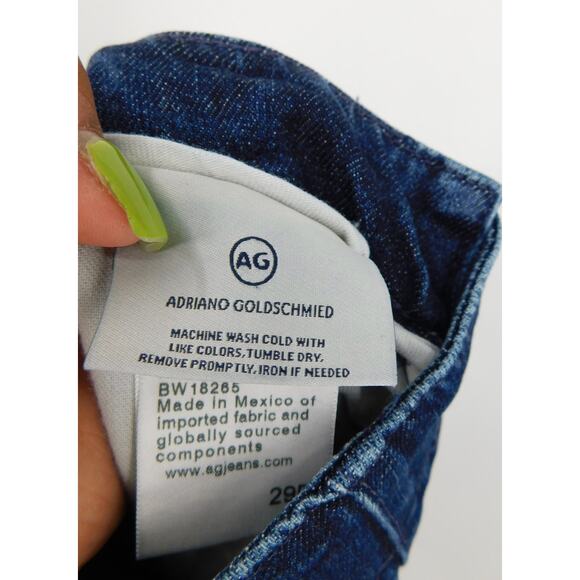 AG
ADRIANO GOLDSCHMIED
MACHINE WASH COLD WITH
LIKE COLORS, TUMBLE DRY.
REMOVE PROMPTLY, IRON IF NEEDED
BW18265
Made in Mexico of
imported fabric and
globally sourced
components
www.agjeans.com